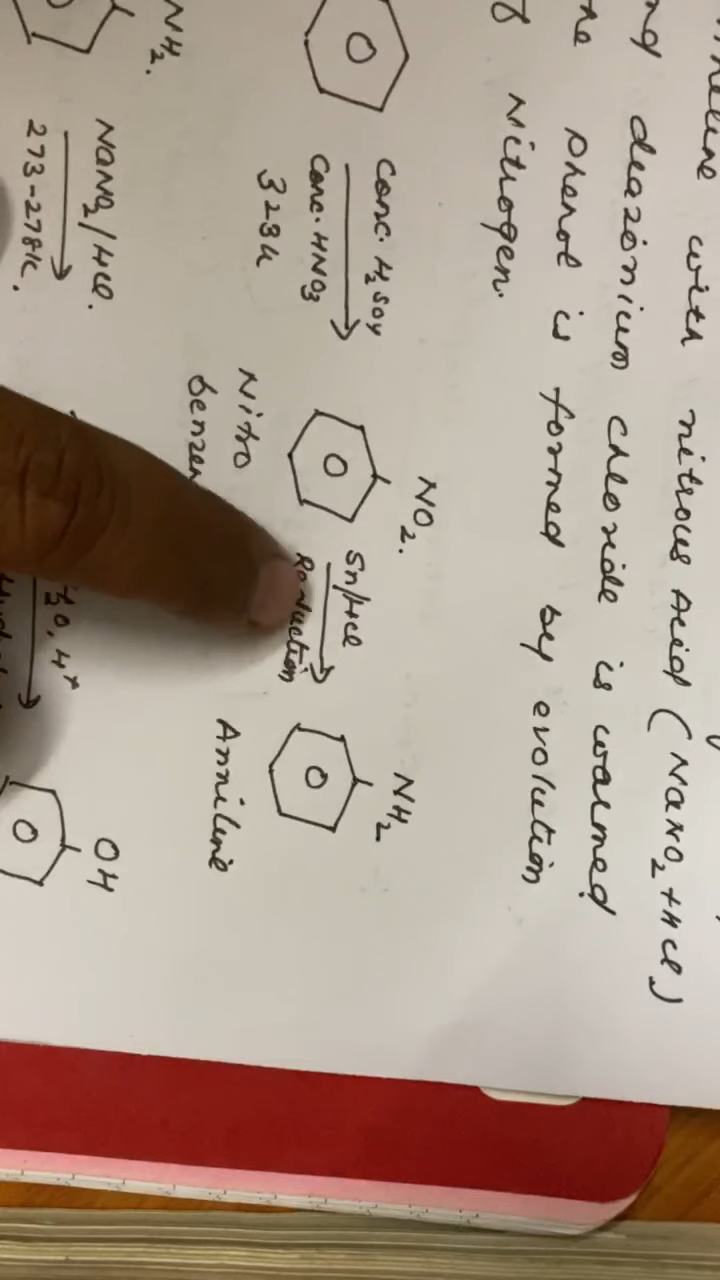 with nitrous Acid (NaNO2+HCl)
diazonium chloride is warmed
phenol is formed by evolution
Nitrogen.
Conc. H2SO4
Conc. HNO3
323K
NO2.
Nitro
Sn/HCl
Reduction
NH2
Anniline
NH2.
NaNO2/HCl.
273-278K.
OH